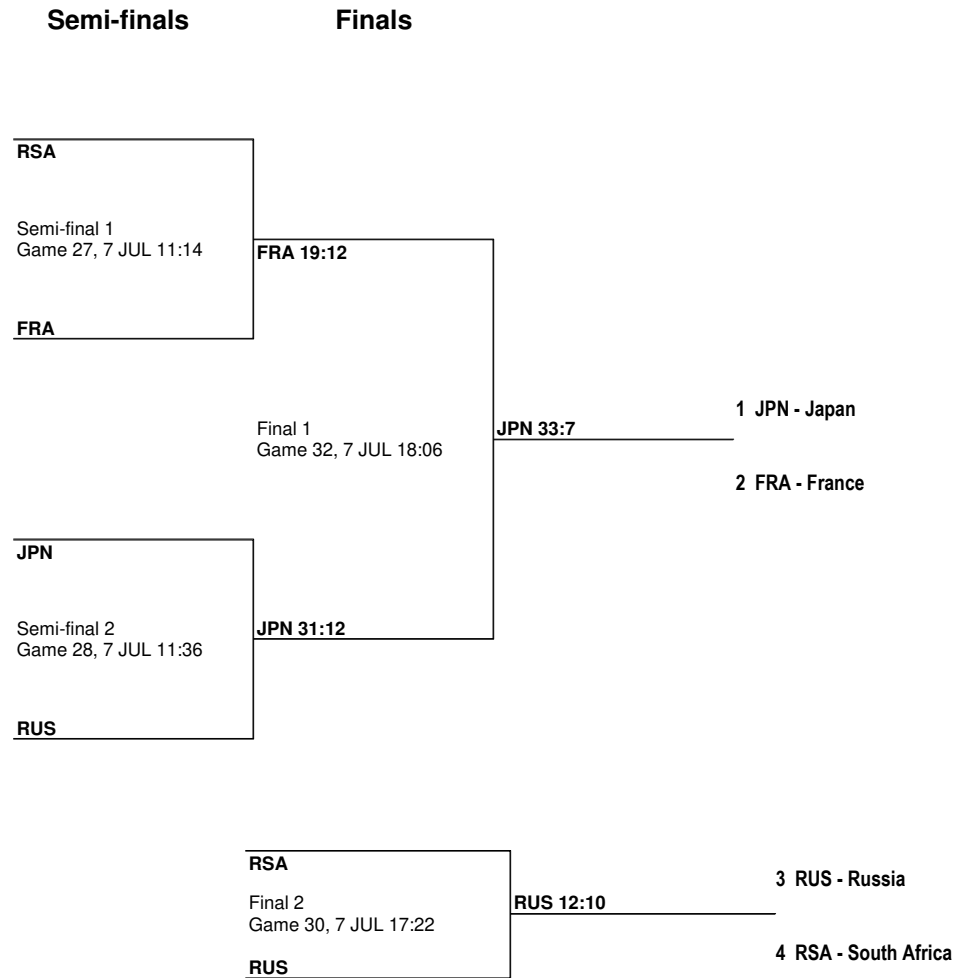 Semi-finals
Finals
RSA
Semi-final 1
Game 27, 7 JUL 11:14
FRA 19:12
FRA
Final 1
Game 32, 7 JUL 18:06
JPN 33:7
1 JPN - Japan
2 FRA - France
JPN
Semi-final 2
Game 28, 7 JUL 11:36
JPN 31:12
RUS
RSA
Final 2
Game 30, 7 JUL 17:22
RUS 12:10
RUS
3 RUS - Russia
4 RSA - South Africa